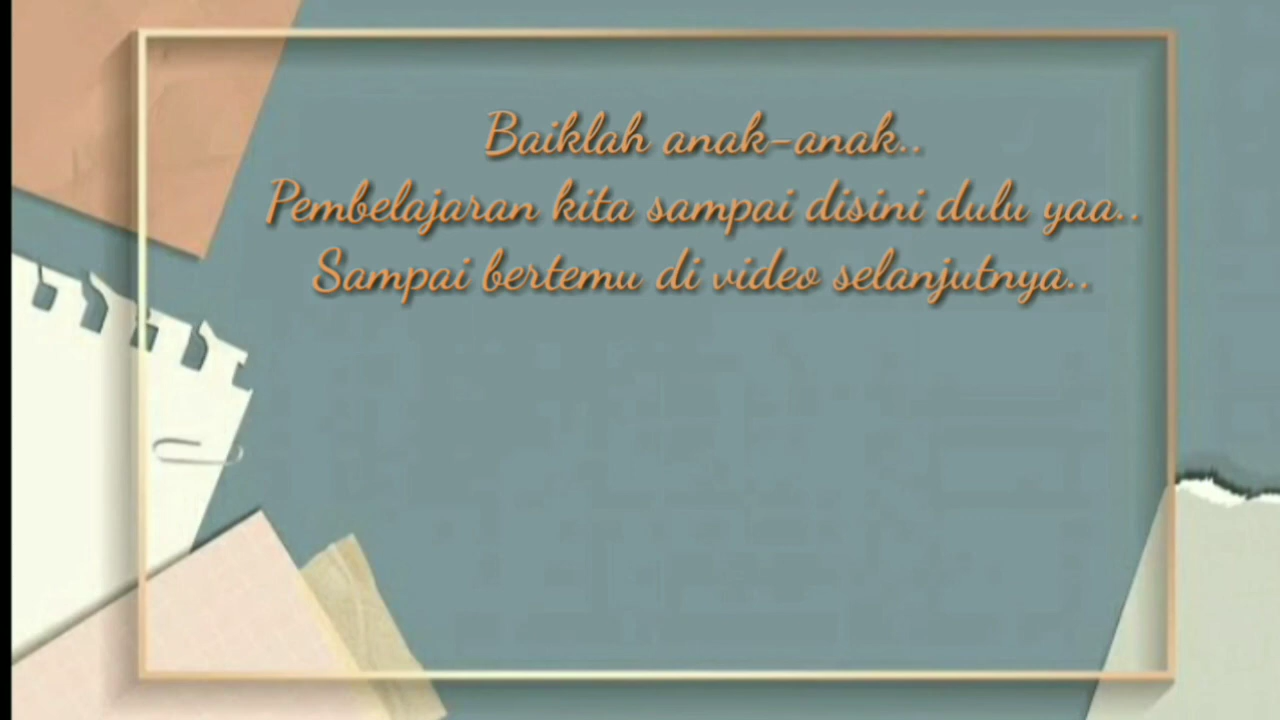 Baiklah anak-anak..
Pembelajaran kita sampai disini dulu yaa..
Sampai bertemu di video selanjutnya..